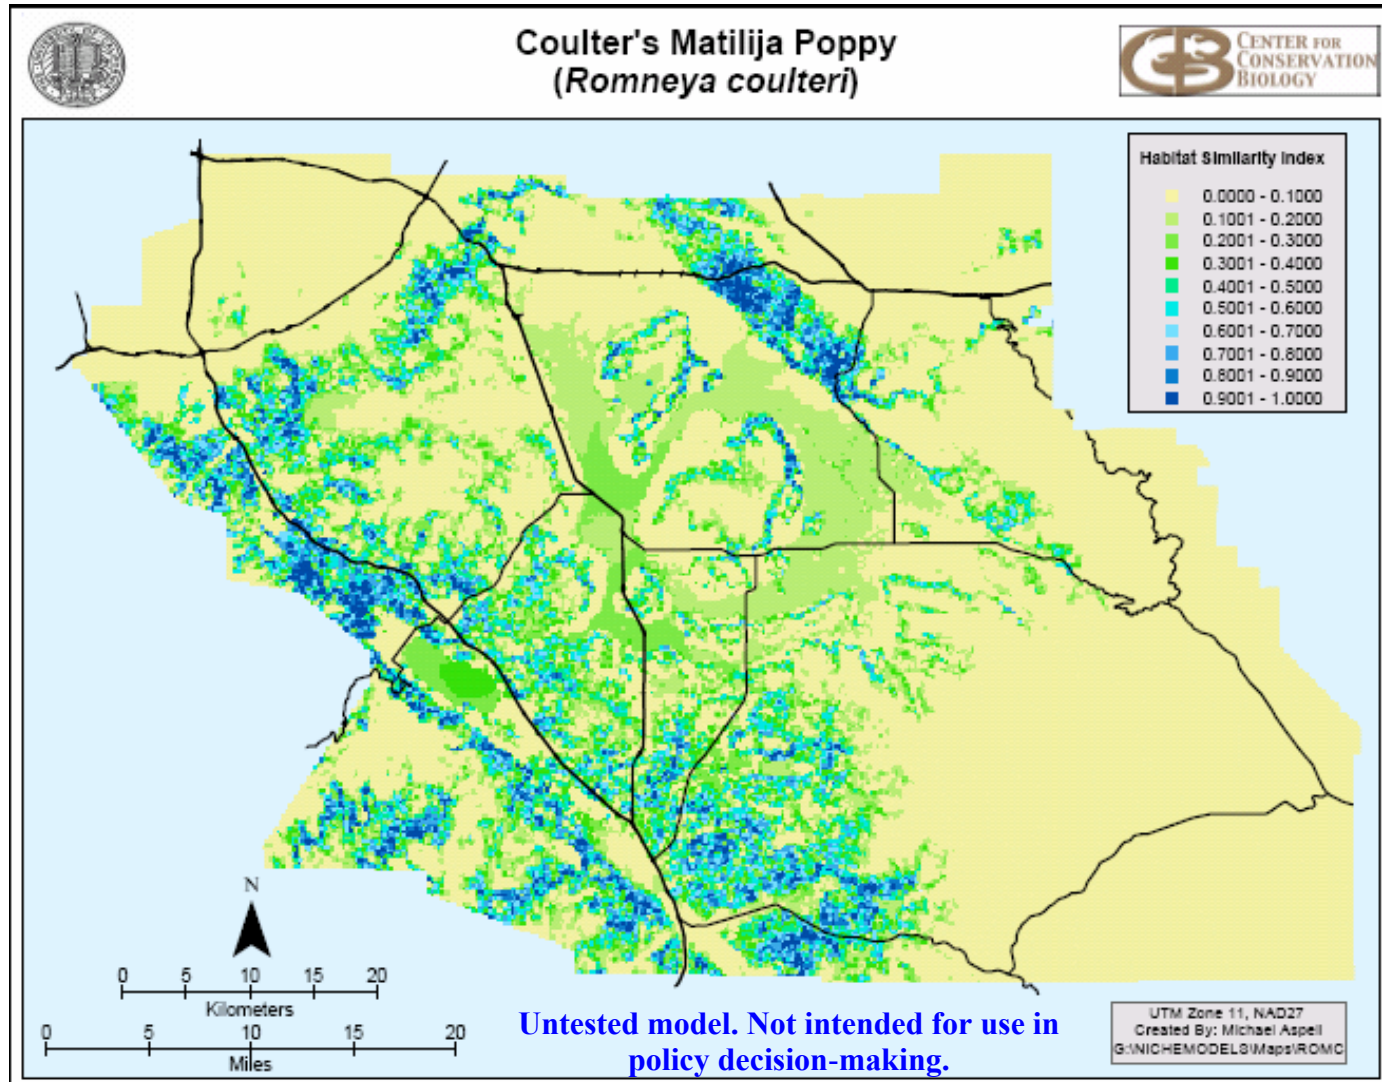 Coulter's Matilija Poppy
(Romneya coulteri)
CENTER FOR
CONSERVATION
BIOLOGY
Habitat Similarity Index
0.0000 - 0.1000
0.1001 - 0.2000
0.2001 - 0.3000
0.3001 - 0.4000
0.4001 - 0.5000
0.5001 - 0.6000
0.6001 - 0.7000
0.7001 - 0.8000
0.8001 - 0.9000
0.9001 - 1.0000
N
0 5 10 15 20
Kilometers
0 5 10 15 20
Miles
Untested model. Not intended for use in
policy decision-making.
UTM Zone 11, NAD27
Created By: Michael Aspell
G:\NICHEMODELS\Maps\ROMC